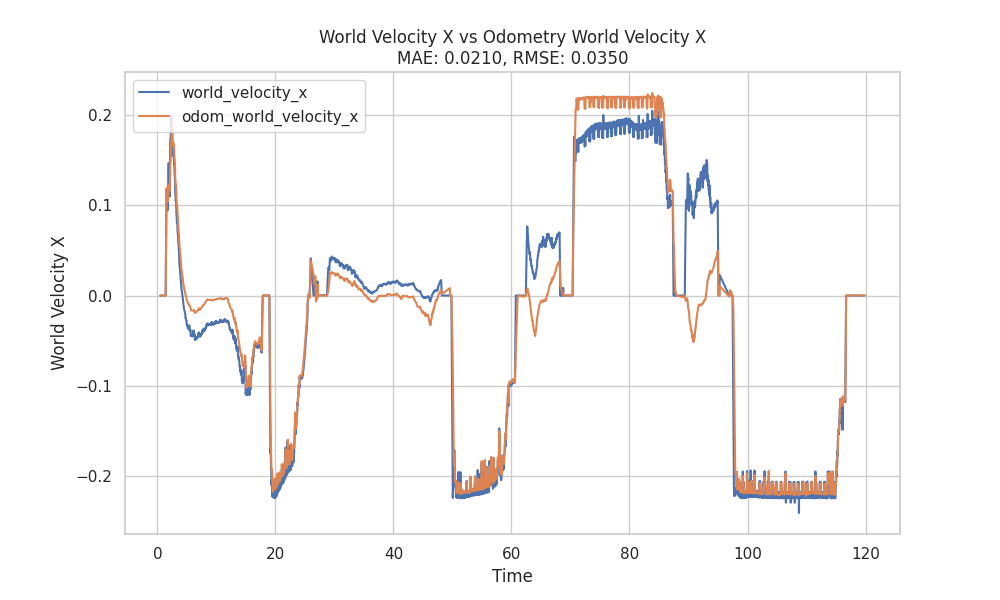 World Velocity X vs Odometry World Velocity X
MAE: 0.0210, RMSE: 0.0350
world_velocity_x
odom_world_velocity_x
0.2
0.1
0.0
−0.1
−0.2
World Velocity X
0 20 40 60 80 100 120
Time